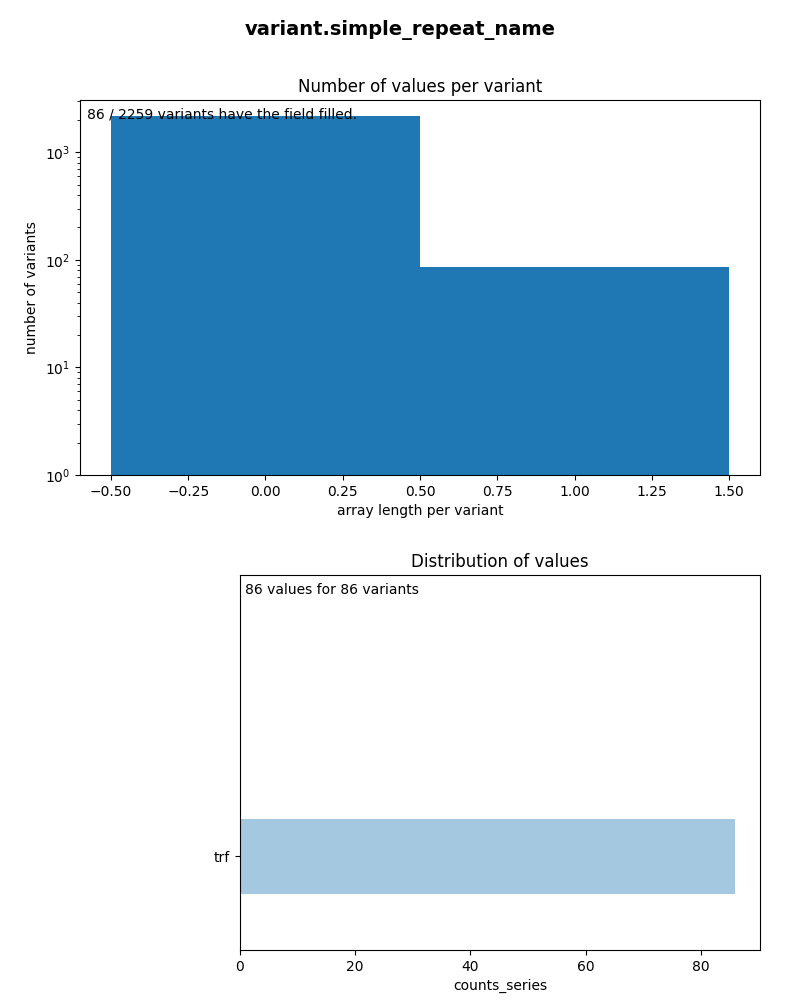 variant.simple_repeat_name
Number of values per variant
86 / 2259 variants have the field filled.
number of variants
10³
10²
10¹
10⁰
−0.50 −0.25 0.00 0.25 0.50 0.75 1.00 1.25 1.50
array length per variant
Distribution of values
86 values for 86 variants
trf
0 20 40 60 80
counts_series